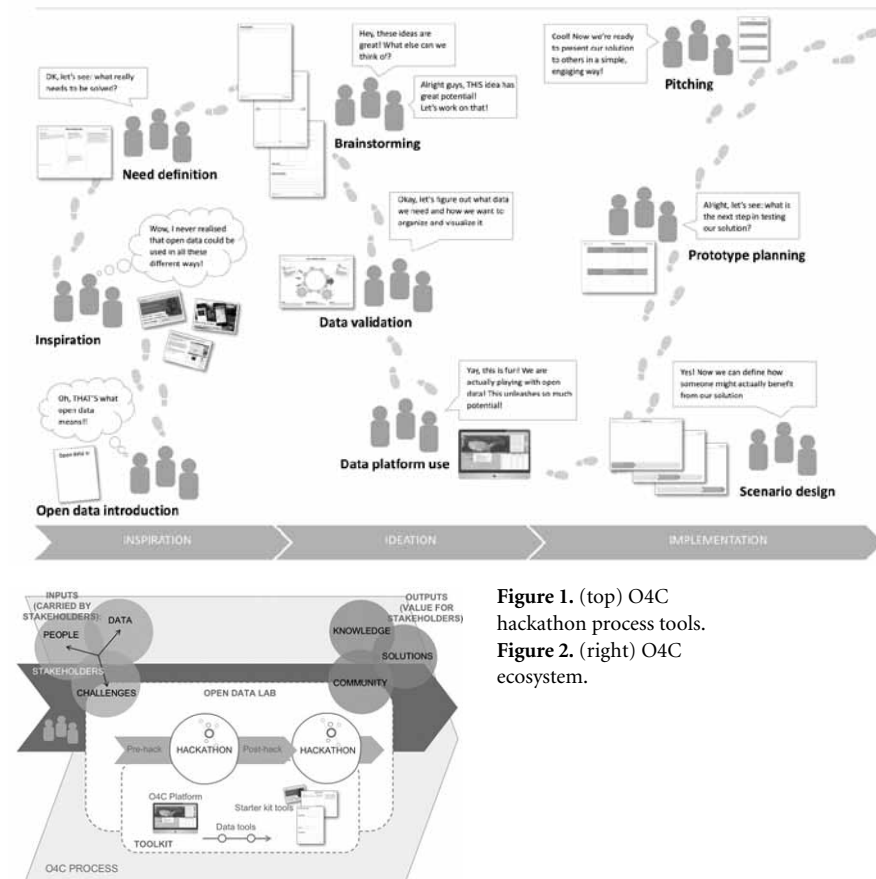 OK, let's see: what really
needs to be solved?
Need definition
Wow, I never realised
that open data could be
used in all these
different ways!
Inspiration
Oh, THAT'S what
open data
means!!
Open data introduction
Hey, these ideas are
great! What else can we
think of?
Alright guys, THIS idea has
great potential!
Let's work on that!
Brainstorming
Okay, let's figure out what data
we need and how we want to
organize and visualize it
Data validation
Yay, this is fun! We are
actually playing with open
data! This unleashes so much
potential!
Data platform use
Cool! Now we're ready
to present our solution
to others in a simple,
engaging way!
Pitching
Alright, let's see: what is
the next step in testing
our solution?
Prototype planning
Yes! Now we can define how
someone might actually benefit
from our solution
Scenario design
INSPIRATION
IDEATION
IMPLEMENTATION
INPUTS
(CARRIED BY
STAKEHOLDERS)
DATA
PEOPLE
STAKEHOLDERS
CHALLENGES
OUTPUTS
(VALUE FOR
STAKEHOLDERS)
KNOWLEDGE
SOLUTIONS
COMMUNITY
OPEN DATA LAB
Pre-hack
HACKATHON
Post-hack
HACKATHON
O4C Platform
Starter kit tools
Data tools
TOOLKIT
O4C PROCESS
Figure 1. (top) O4C
hackathon process tools.
Figure 2. (right) O4C
ecosystem.